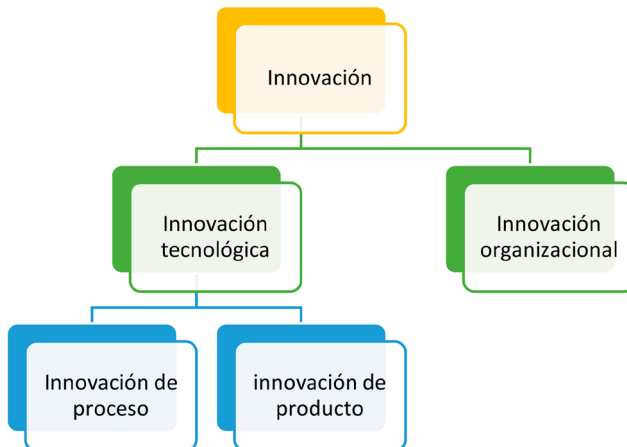 Innovación
Innovación
tecnológica
Innovación
organizacional
Innovación de
proceso
innovación de
producto